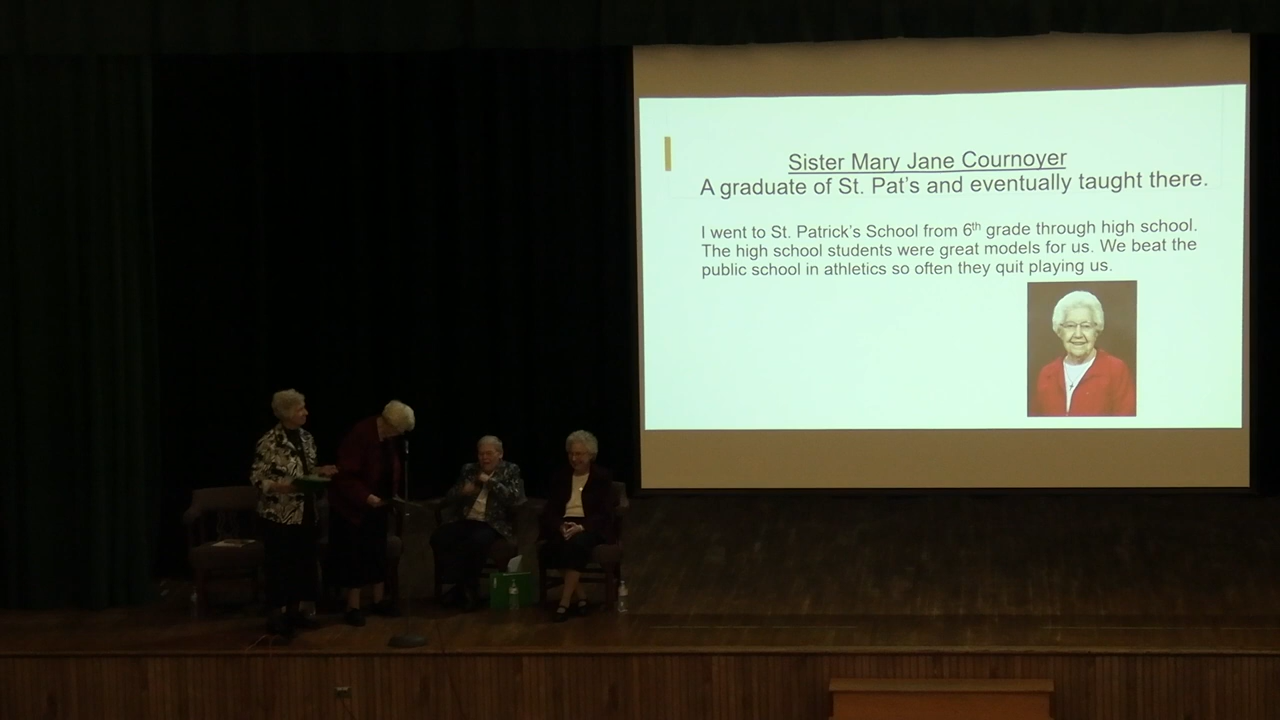 Sister Mary Jane Cournoyer
A graduate of St. Pat's and eventually taught there.
I went to St. Patrick's School from 6th grade through high school.
The high school students were great models for us. We beat the
public school in athletics so often they quit playing us.